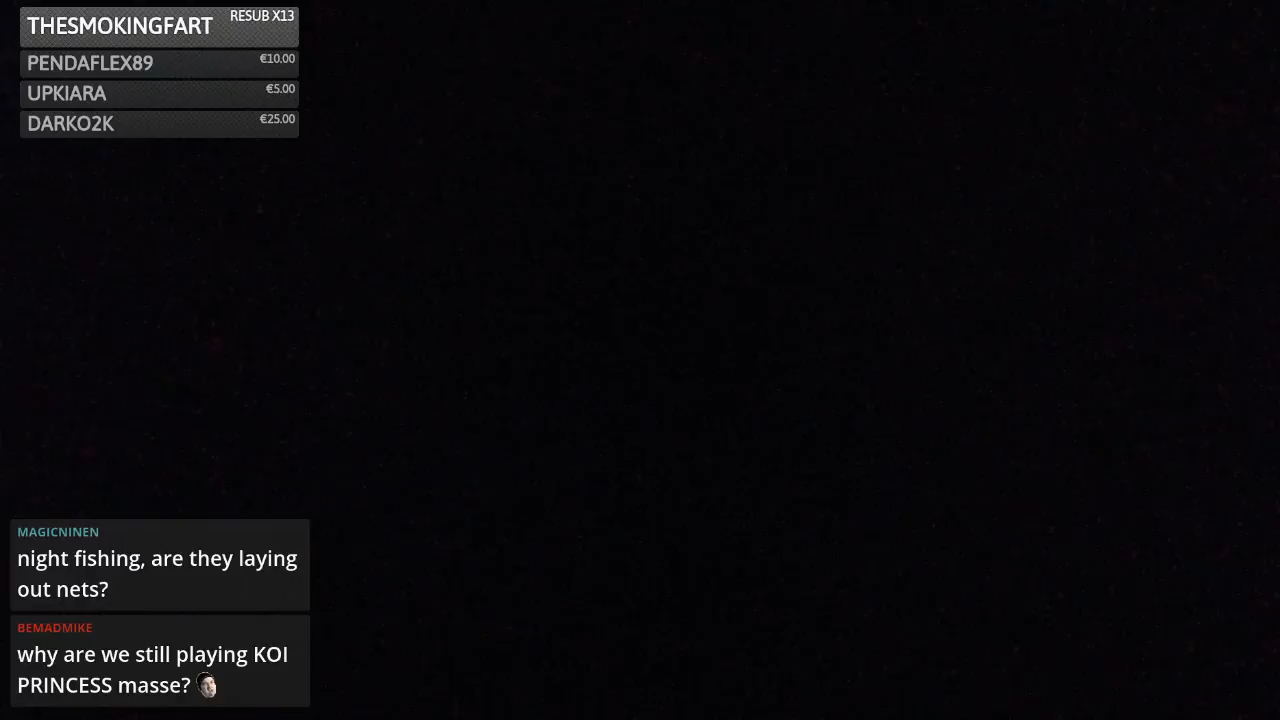 THESMOKINGFART RESUB X13
PENDAFLEX89 €10.00
UPKIARA €5.00
DARKO2K €25.00
MAGICNINEN
night fishing, are they laying
out nets?
BEMADMIKE
why are we still playing KOI
PRINCESS masse?